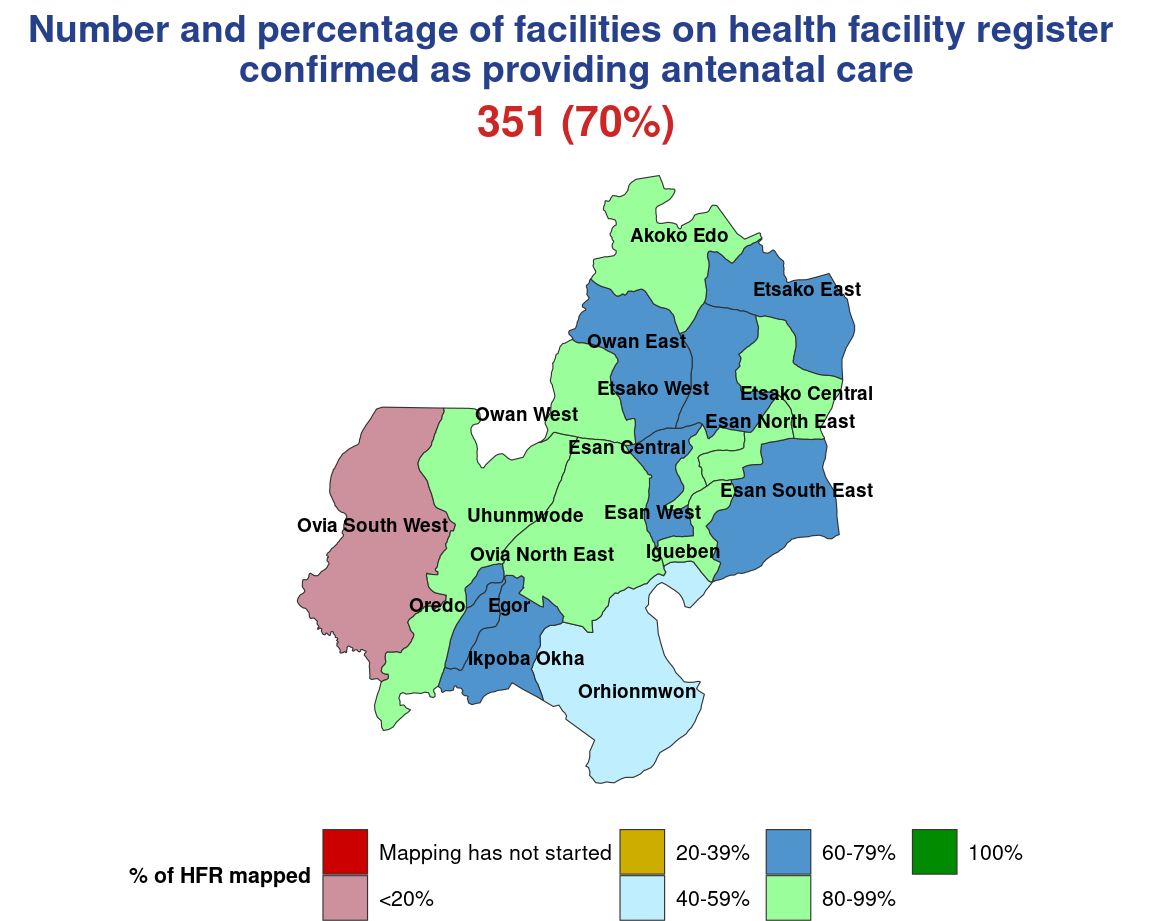 Number and percentage of facilities on health facility register
confirmed as providing antenatal care
351 (70%)
Akoko Edo
Etsako East
Owan East
Etsako West
Etsako Central
Owan West
Esan North East
Esan Central
Esan South East
Esan West
Uhunmwode
Ovia South West
Igueben
Ovia North East
Oredo
Egor
Ikpoba Okha
Orhionmwon
% of HFR mapped
Mapping has not started
<20%
20-39%
40-59%
60-79%
80-99%
100%